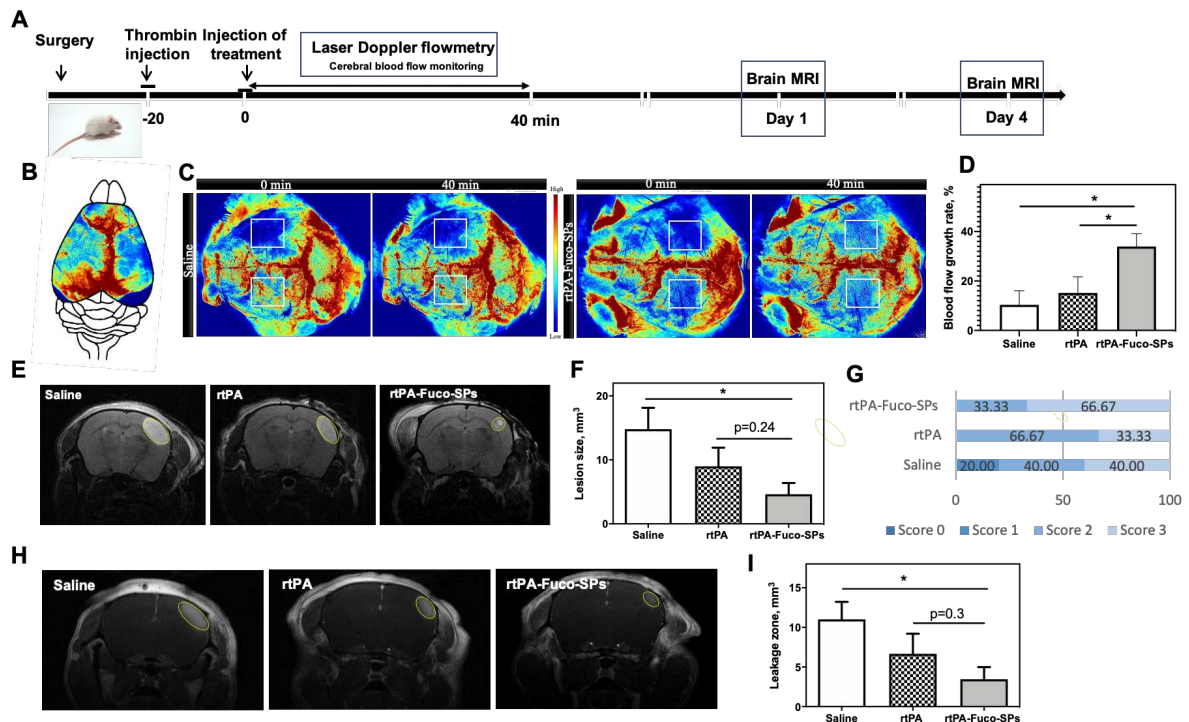 A
Surgery
Thrombin injection
Injection of treatment
Laser Doppler flowmetry
Cerebral blood flow monitoring
-20
0
40 min
Brain MRI
Day 1
Brain MRI
Day 4
B
C
0 min
40 min
Saline
High
Low
0 min
40 min
rtPA-Fuco-SPs
D
Blood flow growth rate, %
60
40
20
0
*
*
Saline
rtPA
rtPA-Fuco-SPs
E
Saline
rtPA
rtPA-Fuco-SPs
F
Lesion size, mm³
20
10
0
*
p=0.24
Saline
rtPA
rtPA-Fuco-SPs
G
rtPA-Fuco-SPs
33.33
66.67
rtPA
66.67
33.33
Saline
20.00
40.00
40.00
0
50
100
Score 0
Score 1
Score 2
Score 3
H
Saline
rtPA
rtPA-Fuco-SPs
I
Leakage zone, mm³
15
10
5
0
*
p=0.3
Saline
rtPA
rtPA-Fuco-SPs